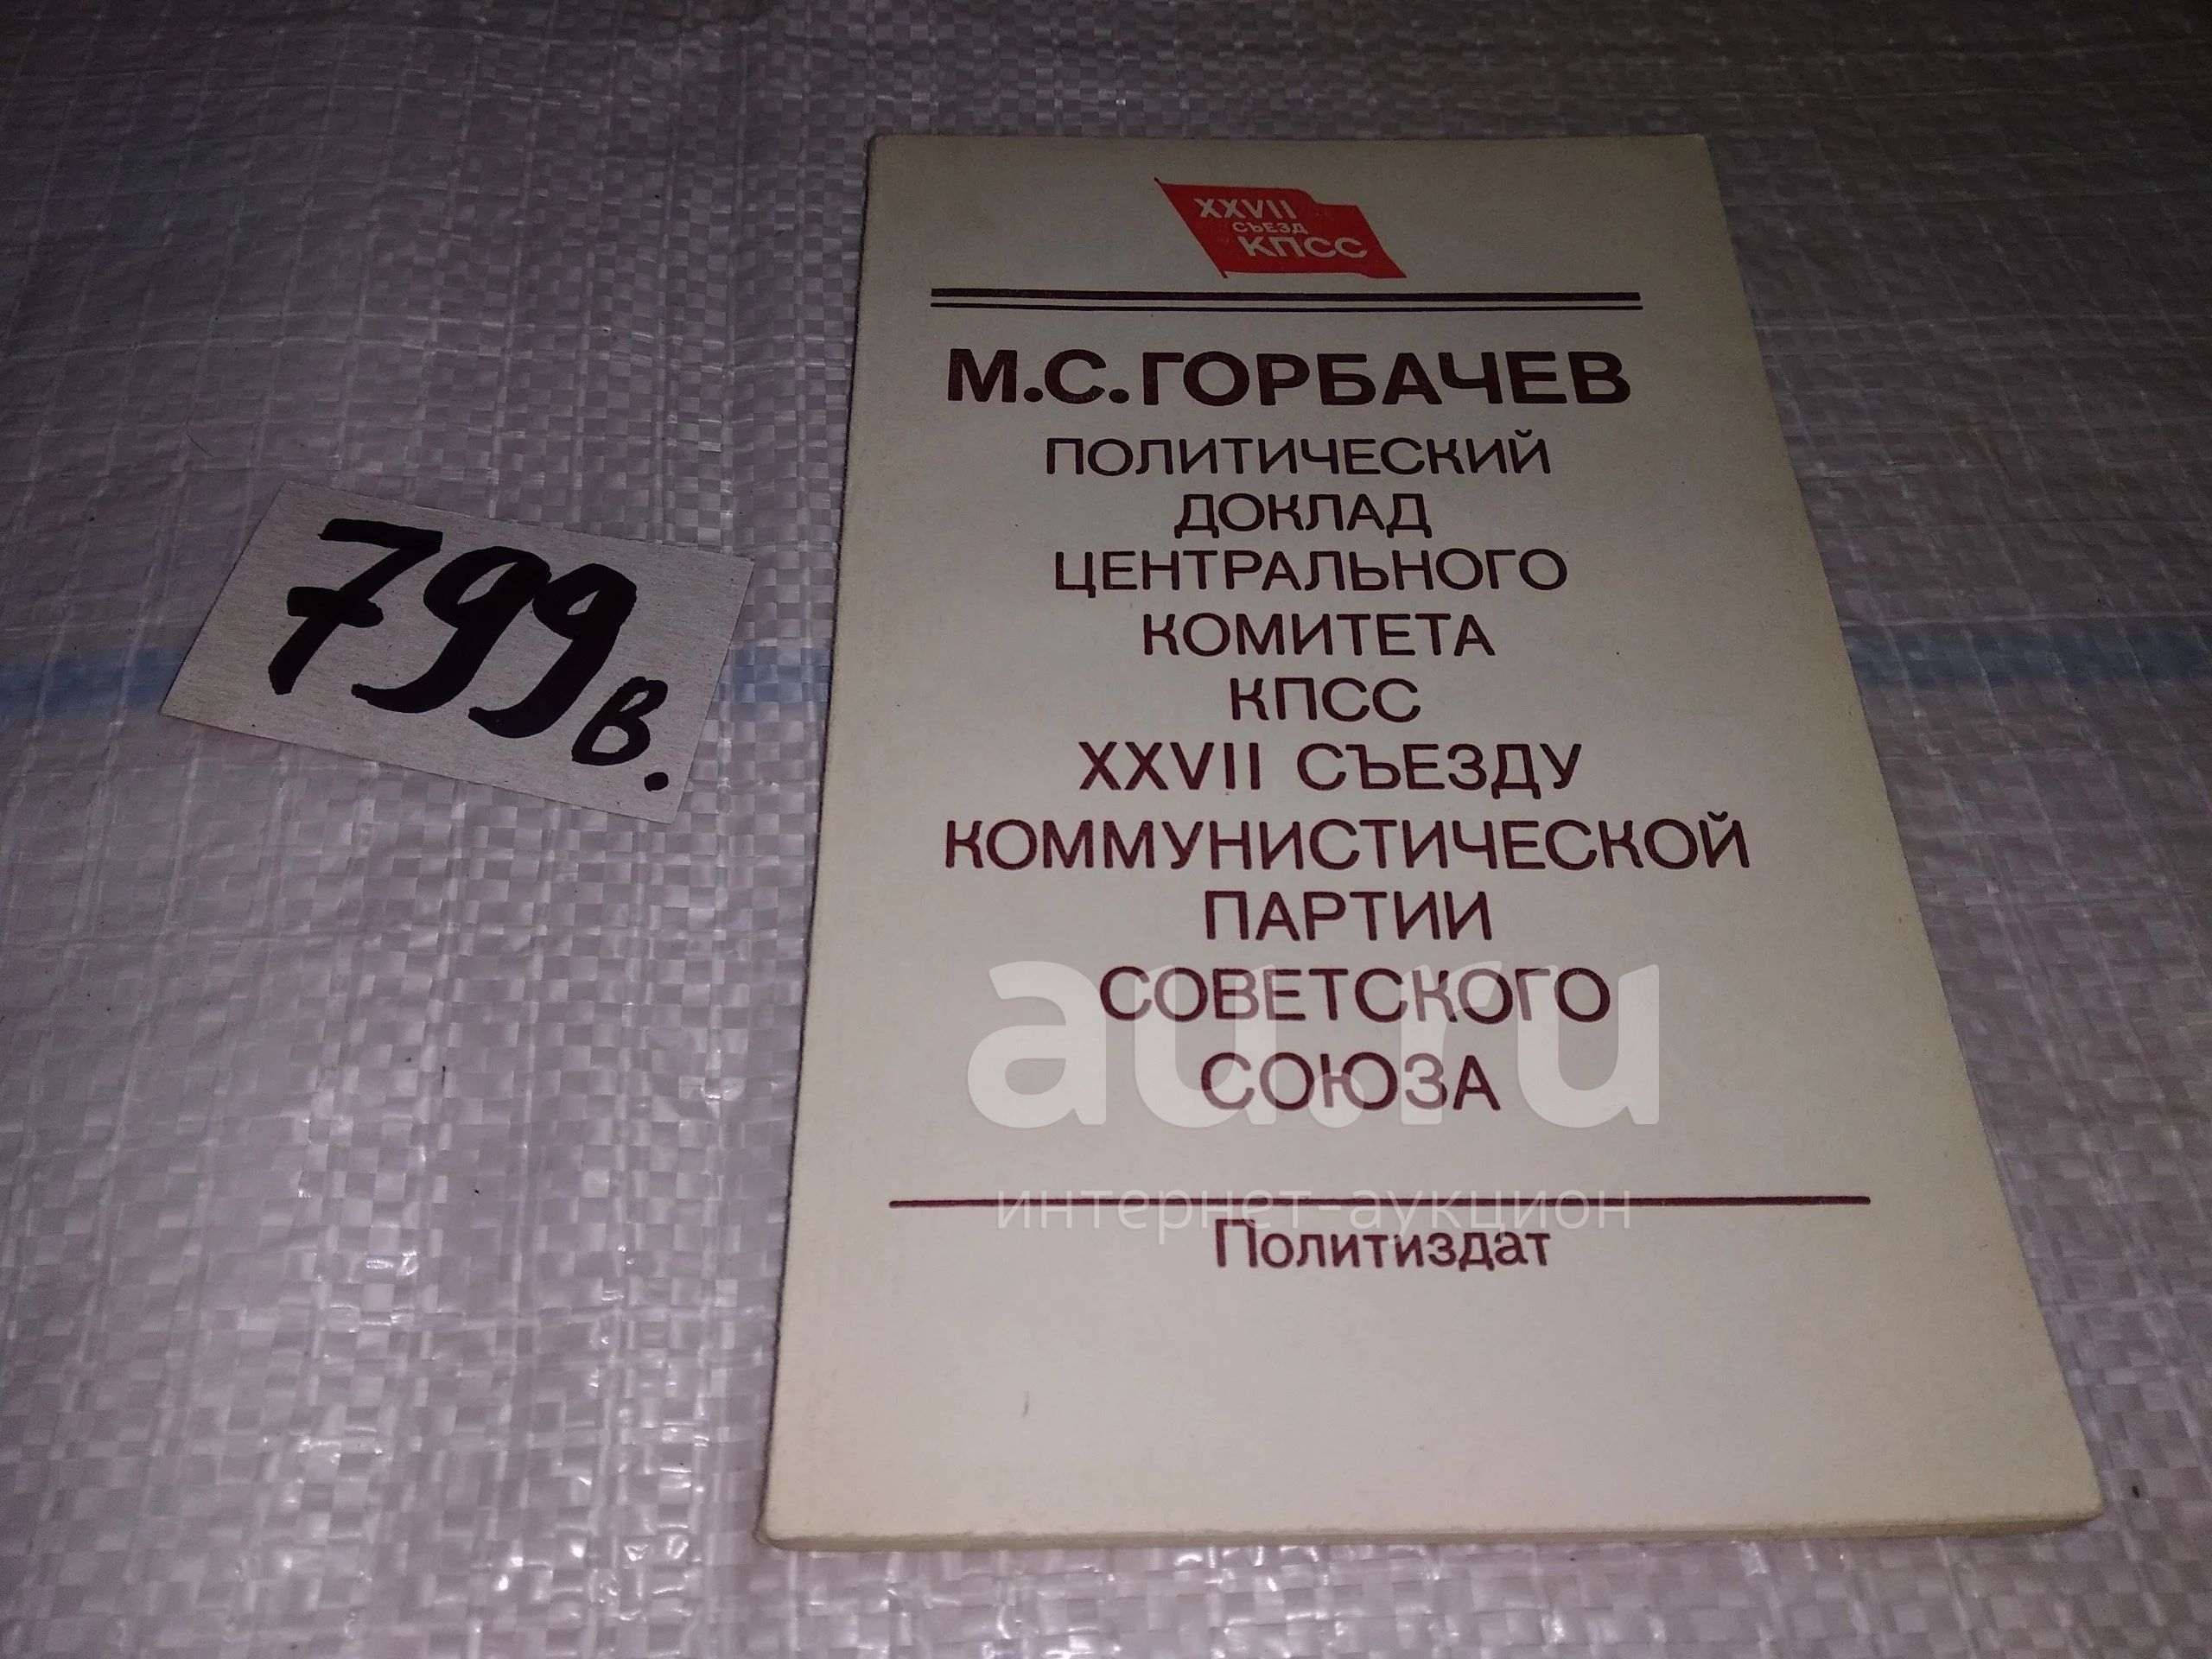 XXVII
СЪЕЗД
КПСС
М.С.ГОРБАЧЕВ
ПОЛИТИЧЕСКИЙ
ДОКЛАД
ЦЕНТРАЛЬНОГО
КОМИТЕТА
КПСС
XXVII СЪЕЗДУ
КОММУНИСТИЧЕСКОЙ
ПАРТИИ
СОВЕТСКОГО
СОЮЗА
Политиздат
799в.
au.ru
интернет-аукцион